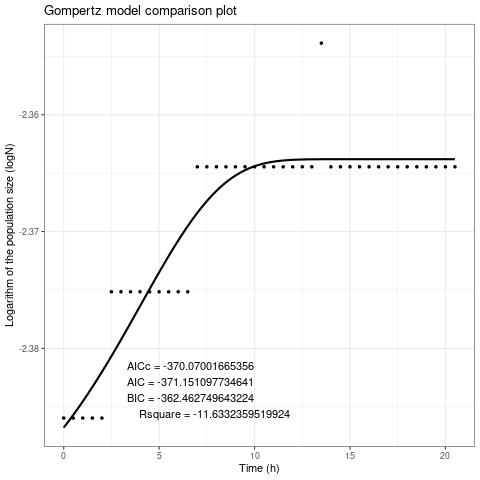 Gompertz model comparison plot
Logarithm of the population size (logN)
-2.36
-2.37
-2.38
AICc = -370.07001665356
AIC = -371.151097734641
BIC = -362.462749643224
Rsquare = -11.6332359519924
0 5 10 15 20
Time (h)